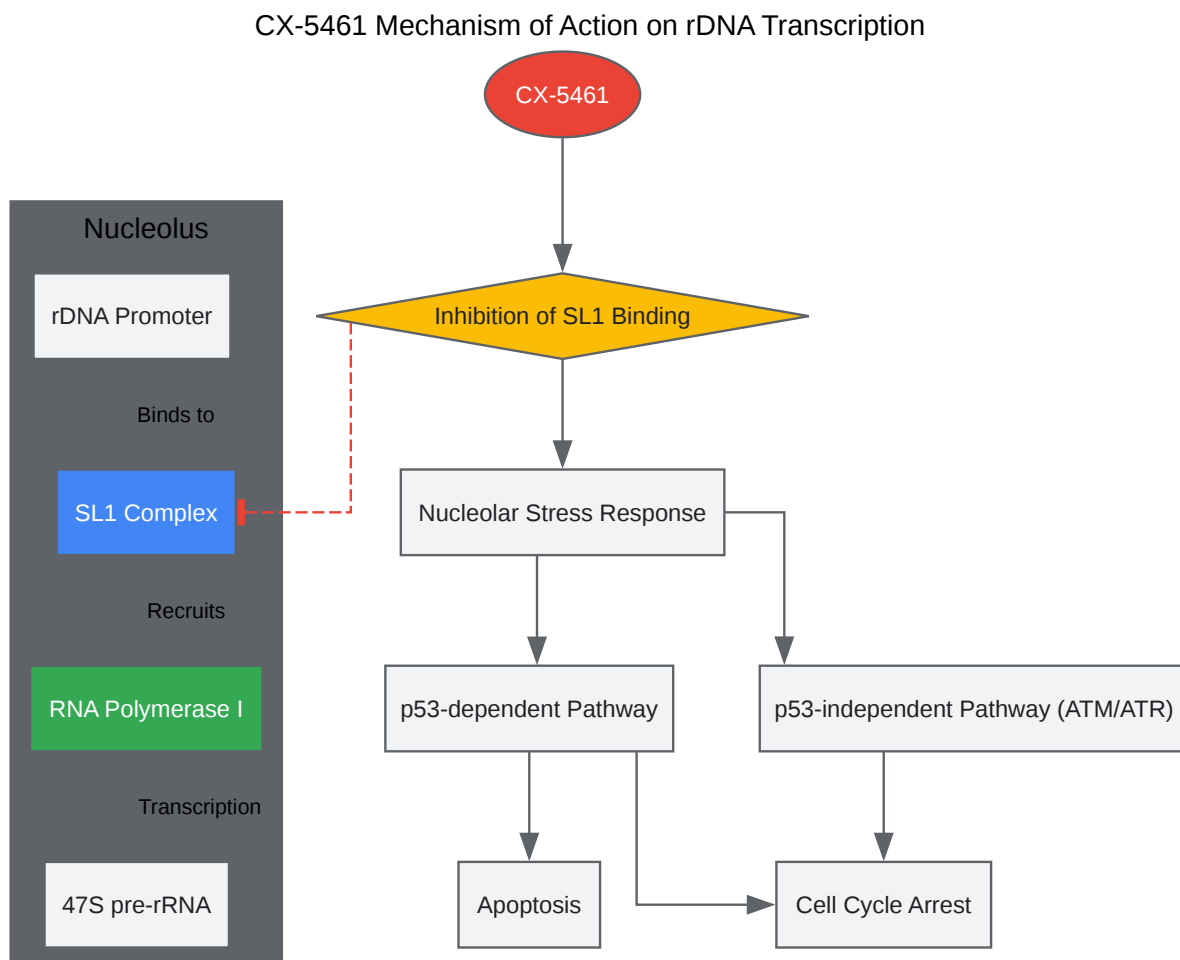 CX-5461 Mechanism of Action on rDNA Transcription
CX-5461
Nucleolus
rDNA Promoter
Inhibition of SL1 Binding
Binds to
SL1 Complex
Nucleolar Stress Response
Recruits
RNA Polymerase I
p53-dependent Pathway
p53-independent Pathway (ATM/ATR)
Transcription
47S pre-rRNA
Apoptosis
Cell Cycle Arrest